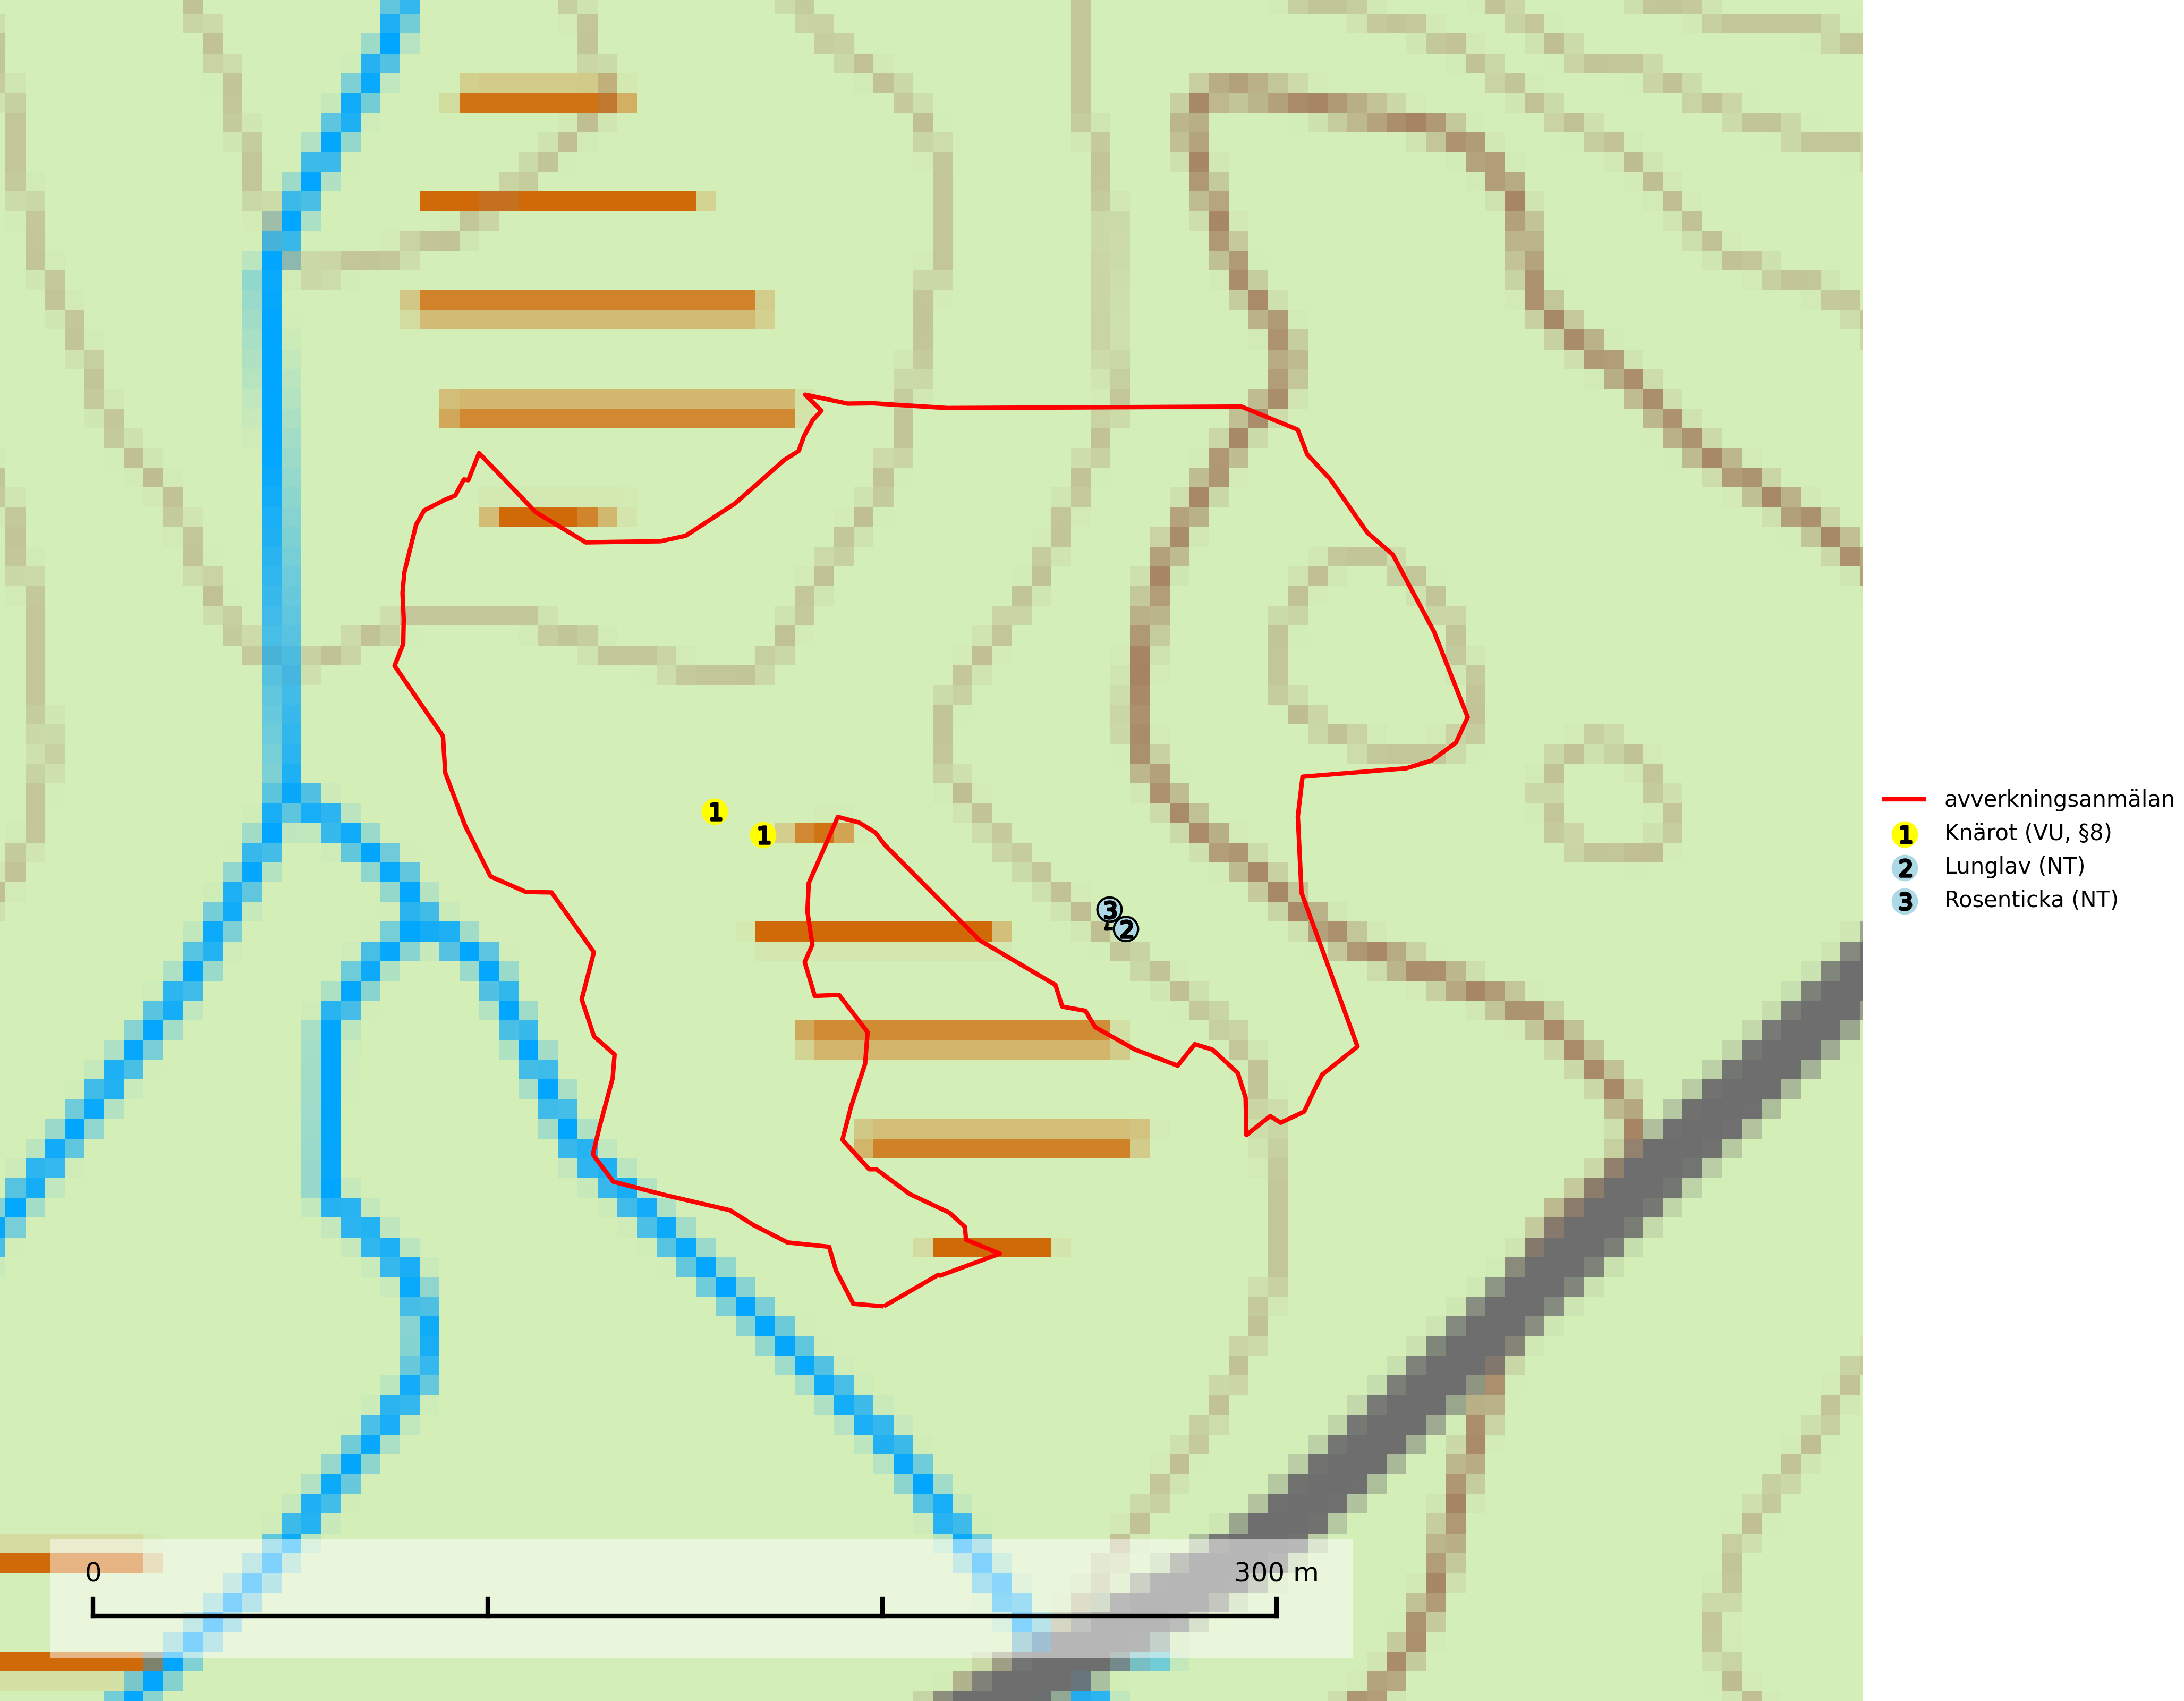 1
1
3
2
0 300 m
avverkningsanmälan
1 Knärot (VU, §8)
2 Lunglav (NT)
3 Rosenticka (NT)